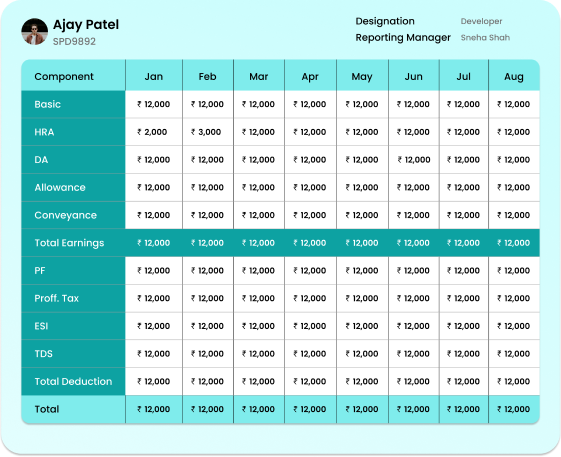 Ajay Patel
SPD9892
Designation Developer
Reporting Manager Sneha Shah
Component Jan Feb Mar Apr May Jun Jul Aug
Basic ₹ 12,000 ₹ 12,000 ₹ 12,000 ₹ 12,000 ₹ 12,000 ₹ 12,000 ₹ 12,000 ₹ 12,000
HRA ₹ 2,000 ₹ 3,000 ₹ 12,000 ₹ 12,000 ₹ 12,000 ₹ 12,000 ₹ 12,000 ₹ 12,000
DA ₹ 12,000 ₹ 12,000 ₹ 12,000 ₹ 12,000 ₹ 12,000 ₹ 12,000 ₹ 12,000 ₹ 12,000
Allowance ₹ 12,000 ₹ 12,000 ₹ 12,000 ₹ 12,000 ₹ 12,000 ₹ 12,000 ₹ 12,000 ₹ 12,000
Conveyance ₹ 12,000 ₹ 12,000 ₹ 12,000 ₹ 12,000 ₹ 12,000 ₹ 12,000 ₹ 12,000 ₹ 12,000
Total Earnings ₹ 12,000 ₹ 12,000 ₹ 12,000 ₹ 12,000 ₹ 12,000 ₹ 12,000 ₹ 12,000 ₹ 12,000
PF ₹ 12,000 ₹ 12,000 ₹ 12,000 ₹ 12,000 ₹ 12,000 ₹ 12,000 ₹ 12,000 ₹ 12,000
Proff. Tax ₹ 12,000 ₹ 12,000 ₹ 12,000 ₹ 12,000 ₹ 12,000 ₹ 12,000 ₹ 12,000 ₹ 12,000
ESI ₹ 12,000 ₹ 12,000 ₹ 12,000 ₹ 12,000 ₹ 12,000 ₹ 12,000 ₹ 12,000 ₹ 12,000
TDS ₹ 12,000 ₹ 12,000 ₹ 12,000 ₹ 12,000 ₹ 12,000 ₹ 12,000 ₹ 12,000 ₹ 12,000
Total Deduction ₹ 12,000 ₹ 12,000 ₹ 12,000 ₹ 12,000 ₹ 12,000 ₹ 12,000 ₹ 12,000 ₹ 12,000
Total ₹ 12,000 ₹ 12,000 ₹ 12,000 ₹ 12,000 ₹ 12,000 ₹ 12,000 ₹ 12,000 ₹ 12,000